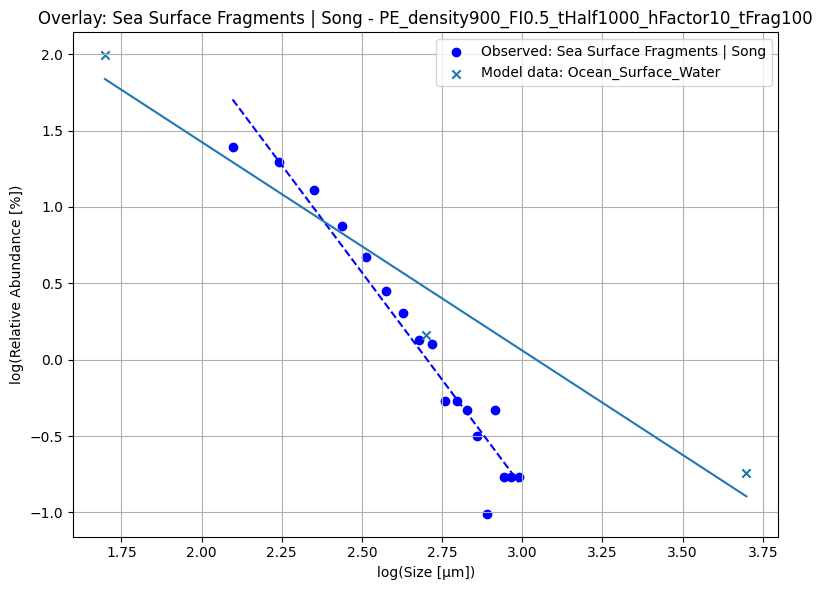 Overlay: Sea Surface Fragments | Song - PE_density900_FI0.5_tHalf1000_hFactor10_tFrag100
Observed: Sea Surface Fragments | Song
Model data: Ocean_Surface_Water
log(Relative Abundance [%])
2.0
1.5
1.0
0.5
0.0
−0.5
−1.0
1.75 2.00 2.25 2.50 2.75 3.00 3.25 3.50 3.75
log(Size [μm])